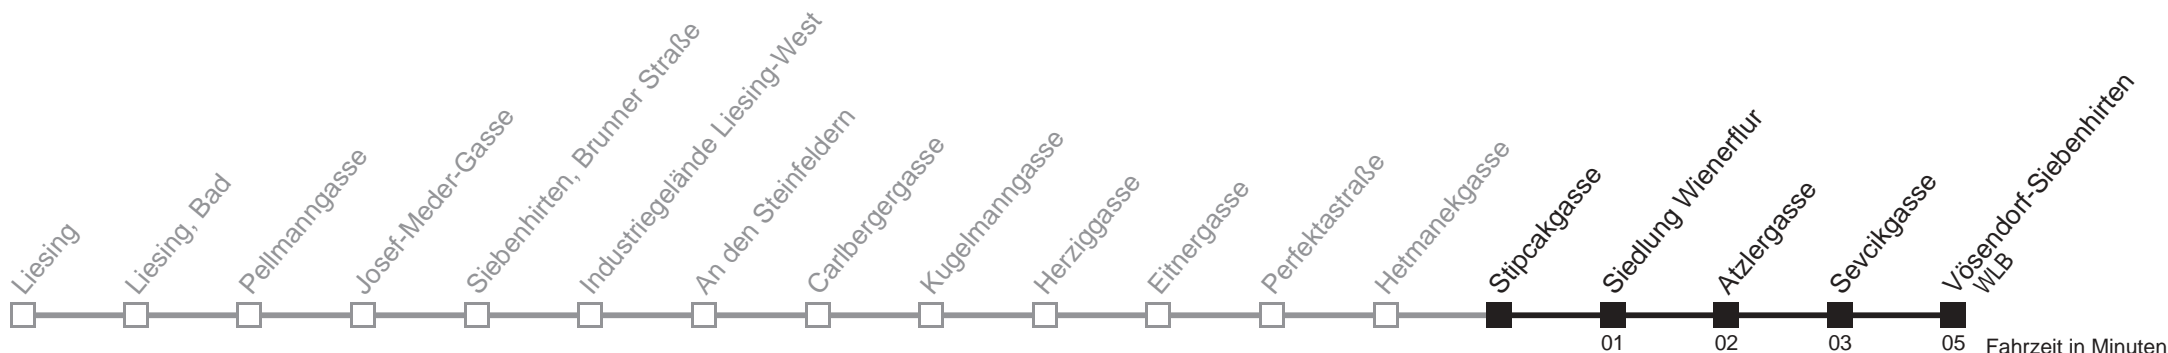 Liesing
Liesing, Bad
Pellmanngasse
Josef-Meder-Gasse
Siebenhirten, Brunner Straße
Industriegelände Liesing-West
An den Steinfeldern
Carlbergergasse
Kugelmanngasse
Herziggasse
Eitnergasse
Perfektastraße
Hetmanekgasse
Stipcakgasse
Siedlung Wienerflur
Atzlergasse
Sevcikgasse
Vösendorf-Siebenhirten
WLB
01
02
03
05
Fahrzeit in Minuten